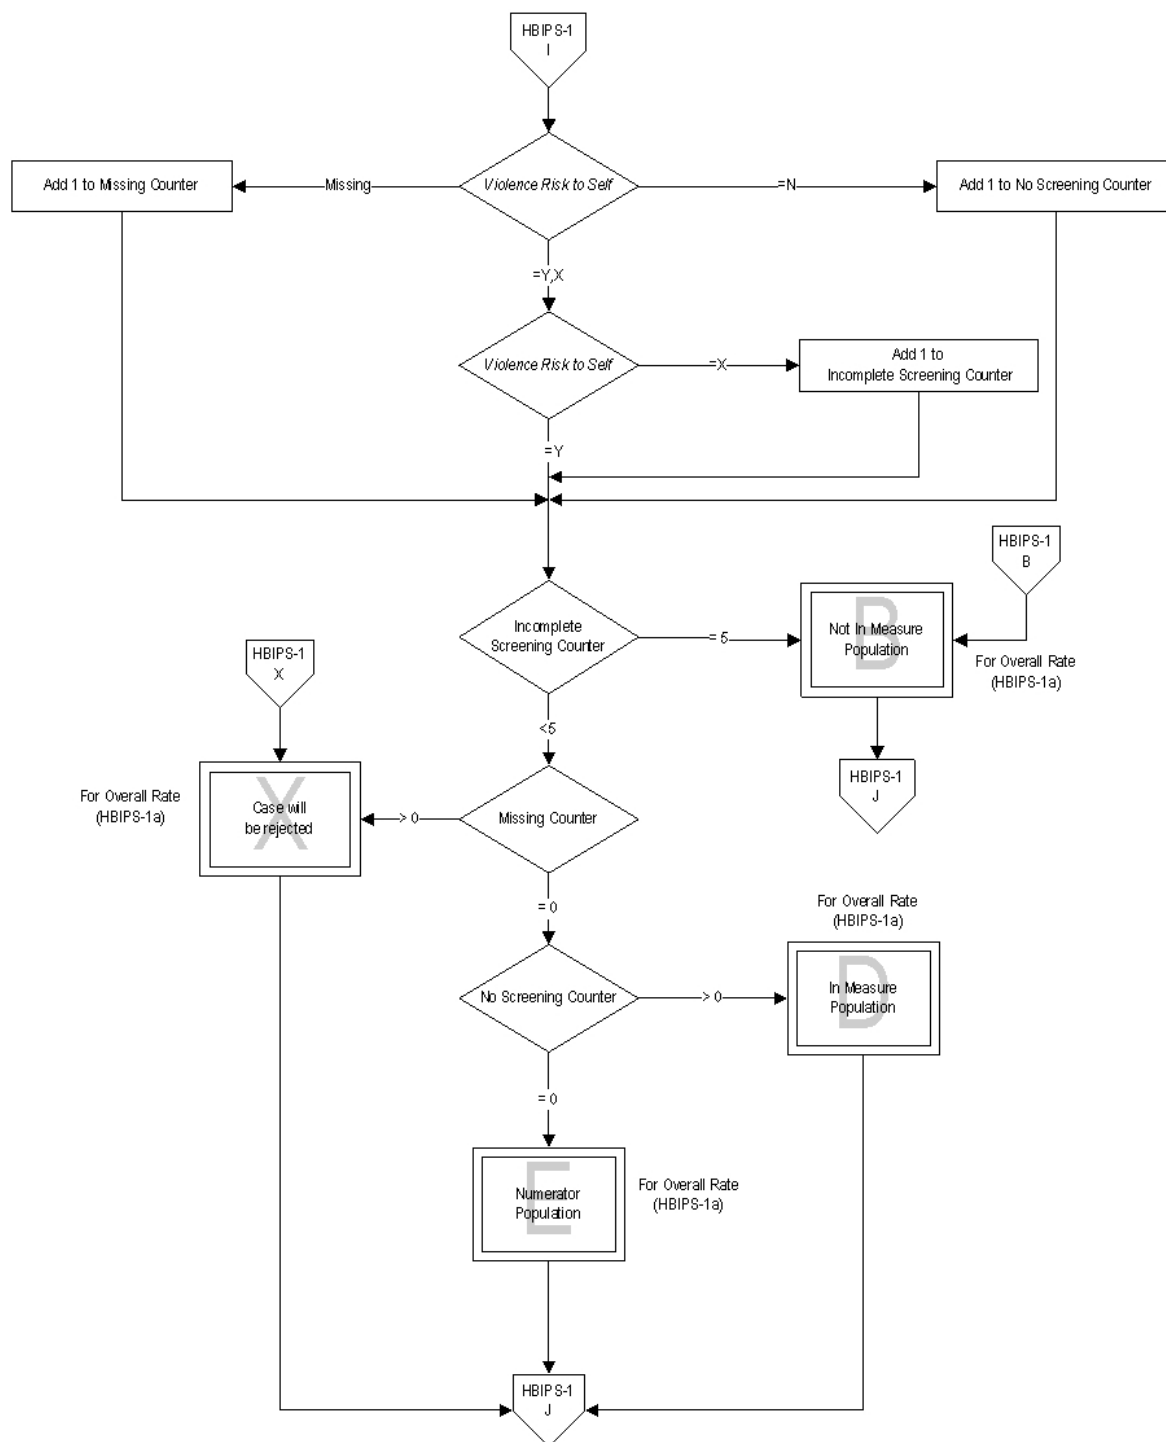 HBIPS-1
I
Add 1 to Missing Counter
Missing
Violence Risk to Self
=N
Add 1 to No Screening Counter
=Y,X
Violence Risk to Self
=X
Add 1 to
Incomplete Screening Counter
=Y
HBIPS-1
B
Incomplete
Screening Counter
= 5
B
Not In Measure
Population
For Overall Rate
(HBIPS-1a)
HBIPS-1
X
<5
HBIPS-1
J
For Overall Rate
(HBIPS-1a)
X
Case will
be rejected
> 0
Missing Counter
= 0
For Overall Rate
(HBIPS-1a)
No Screening Counter
> 0
D
In Measure
Population
= 0
E
Numerator
Population
For Overall Rate
(HBIPS-1a)
HBIPS-1
J